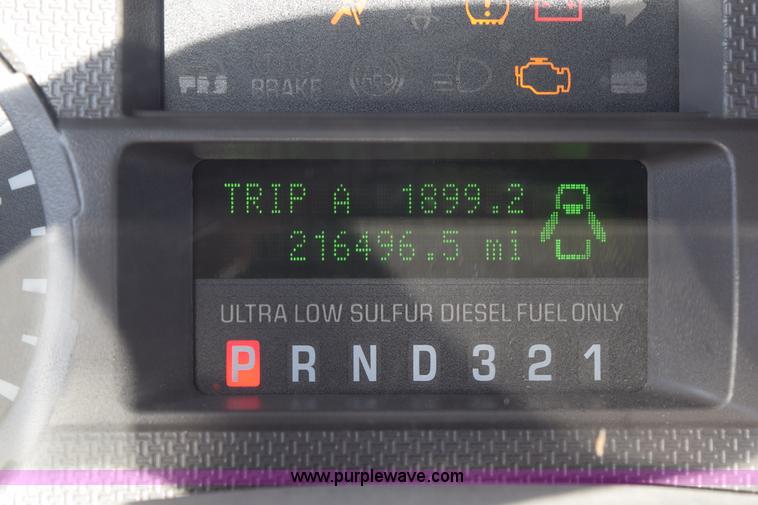 BRAKE (ABS)
TRIP A 1899.2
216496.5 mi
ULTRA LOW SULFUR DIESEL FUEL ONLY
P R N D 3 2 1
www.purplewave.com